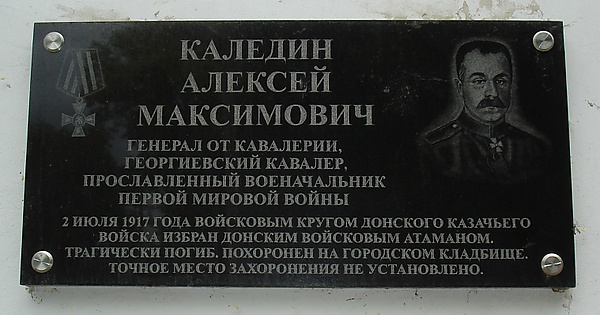 КАЛЕДИН
АЛЕКСЕЙ
МАКСИМОВИЧ
ГЕНЕРАЛ ОТ КАВАЛЕРИИ,
ГЕОРГИЕВСКИЙ КАВАЛЕР,
ПРОСЛАВЛЕННЫЙ ВОЕНАЧАЛЬНИК
ПЕРВОЙ МИРОВОЙ ВОЙНЫ
2 ИЮЛЯ 1917 ГОДА ВОЙСКОВЫМ КРУГОМ ДОНСКОГО КАЗАЧЬЕГО
ВОЙСКА ИЗБРАН ДОНСКИМ ВОЙСКОВЫМ АТАМАНОМ.
ТРАГИЧЕСКИ ПОГИБ. ПОХОРОНЕН НА ГОРОДСКОМ КЛАДБИЩЕ.
ТОЧНОЕ МЕСТО ЗАХОРОНЕНИЯ НЕ УСТАНОВЛЕНО.